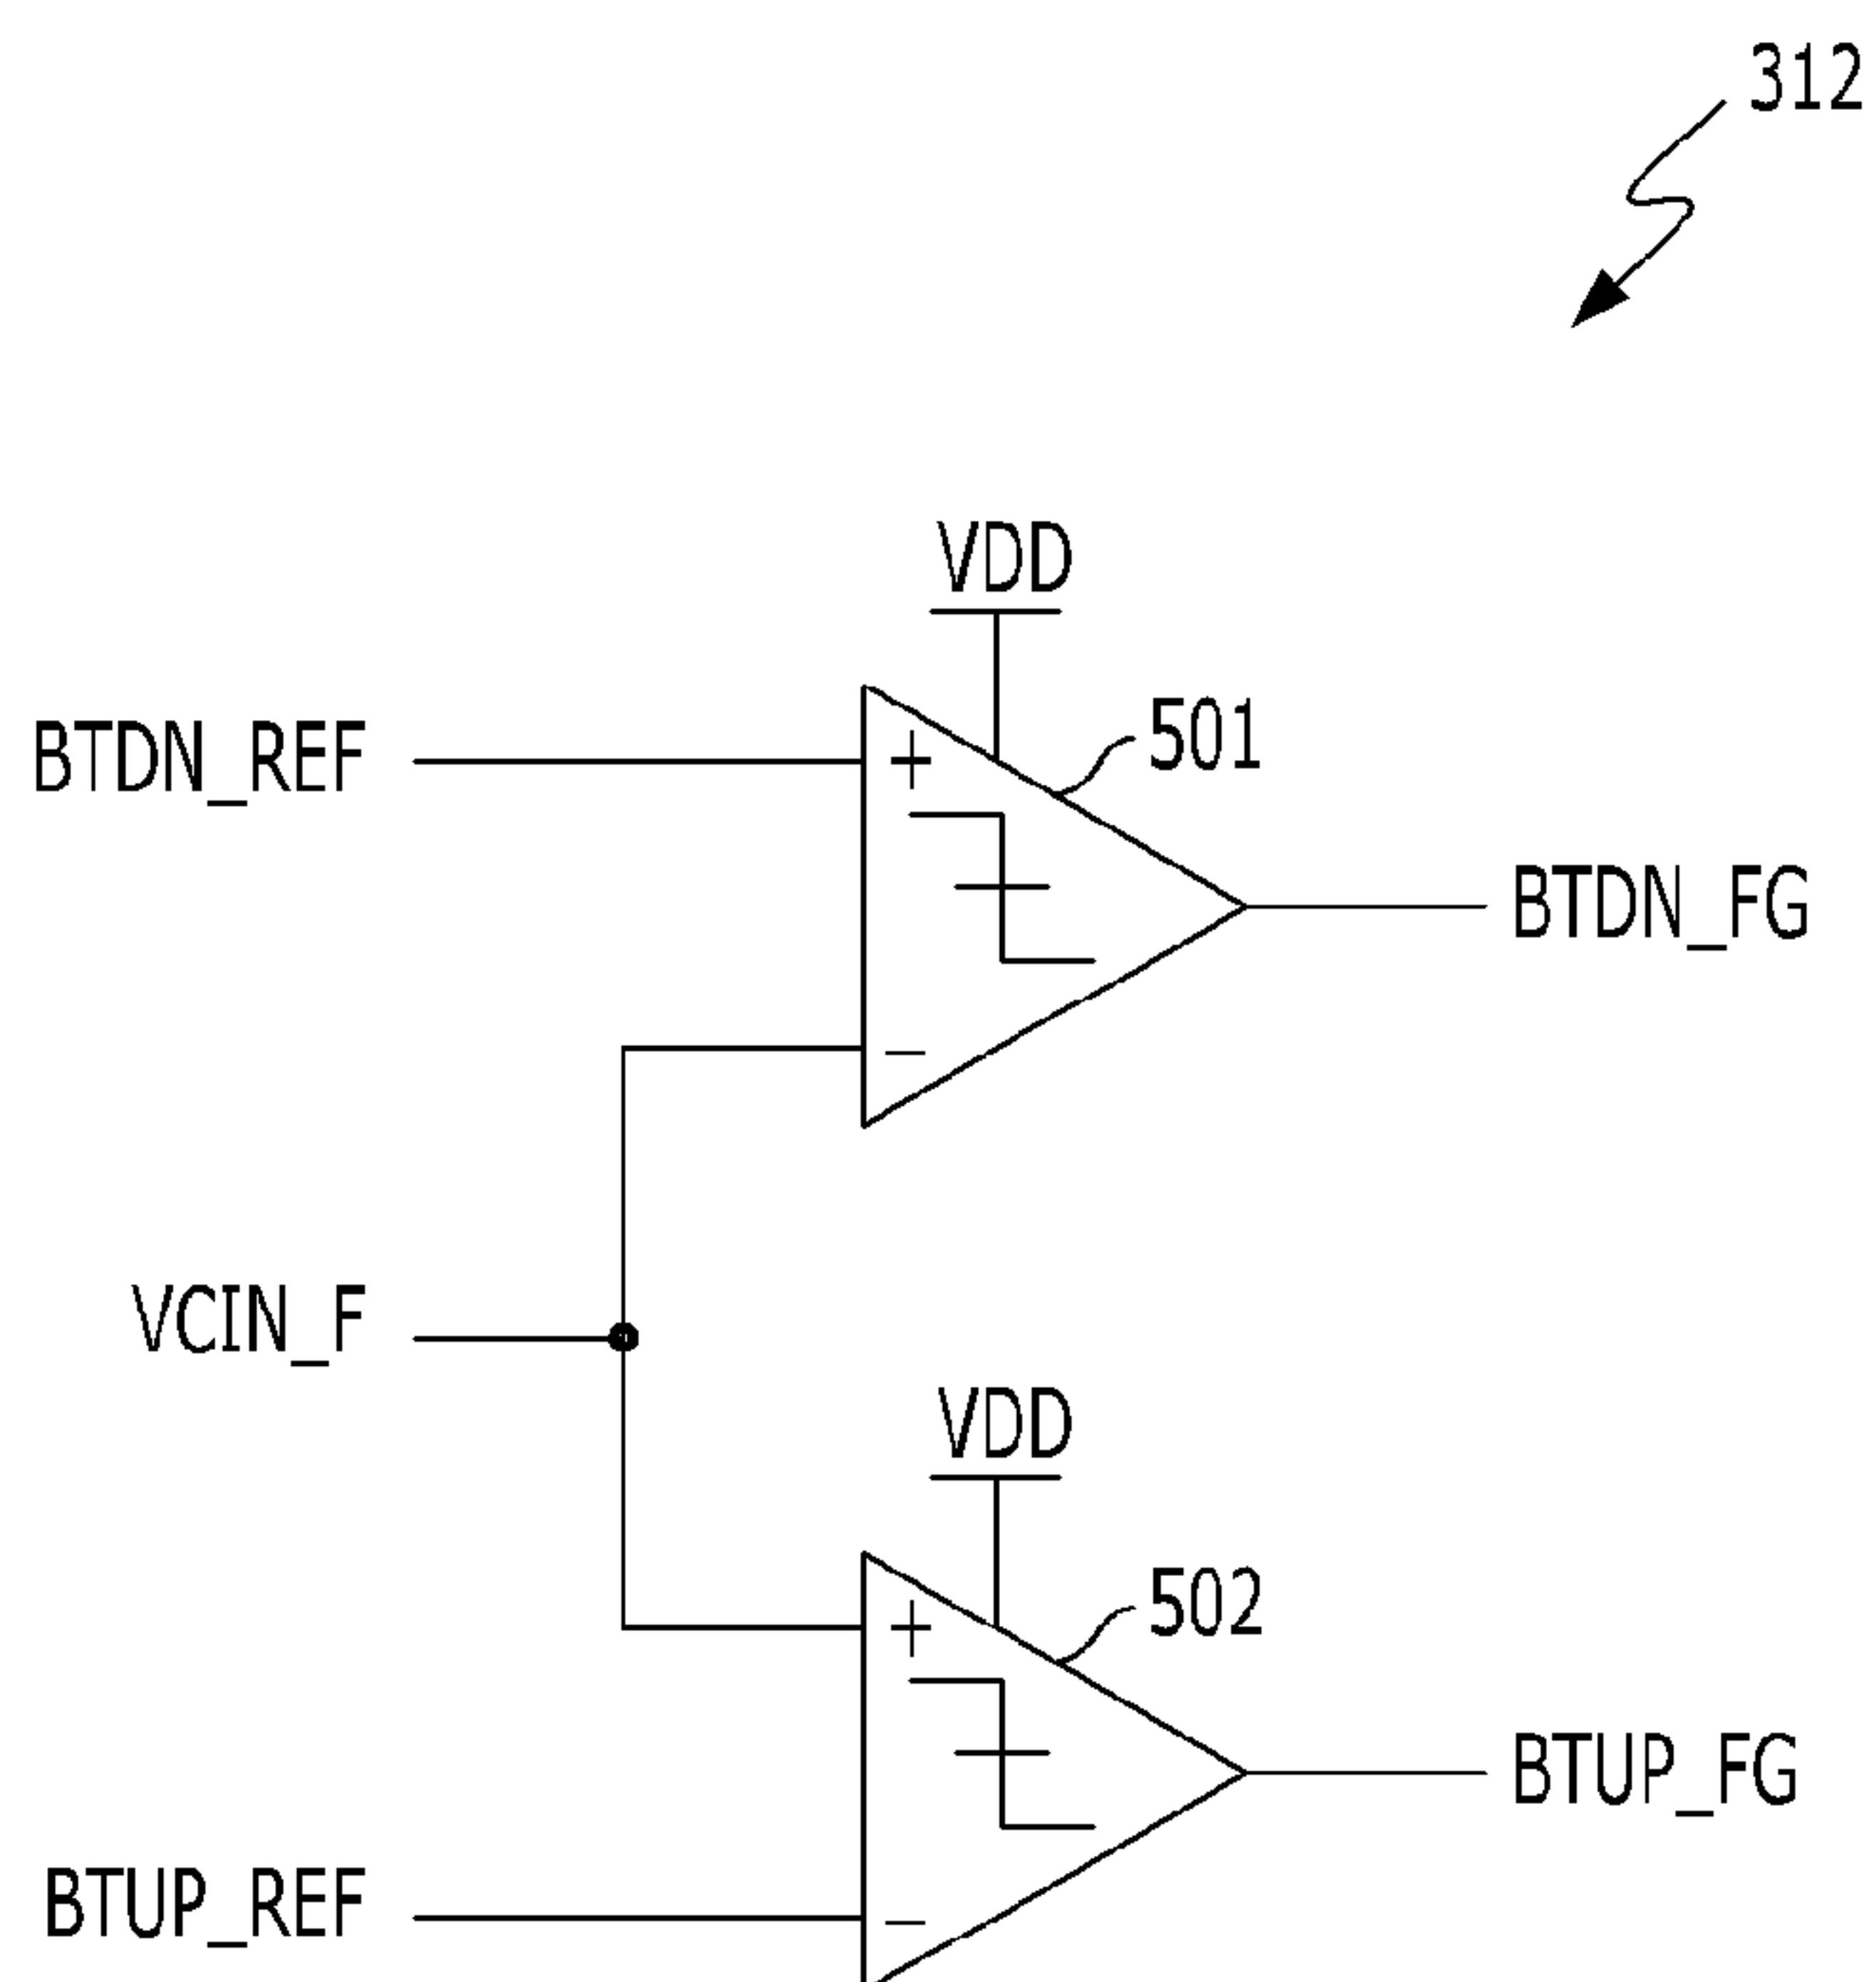 312
VDD
BTDN_REF
+
501
BTDN_FG
–
VCIN_F
VDD
+
502
BTUP_FG
BTUP_REF
–